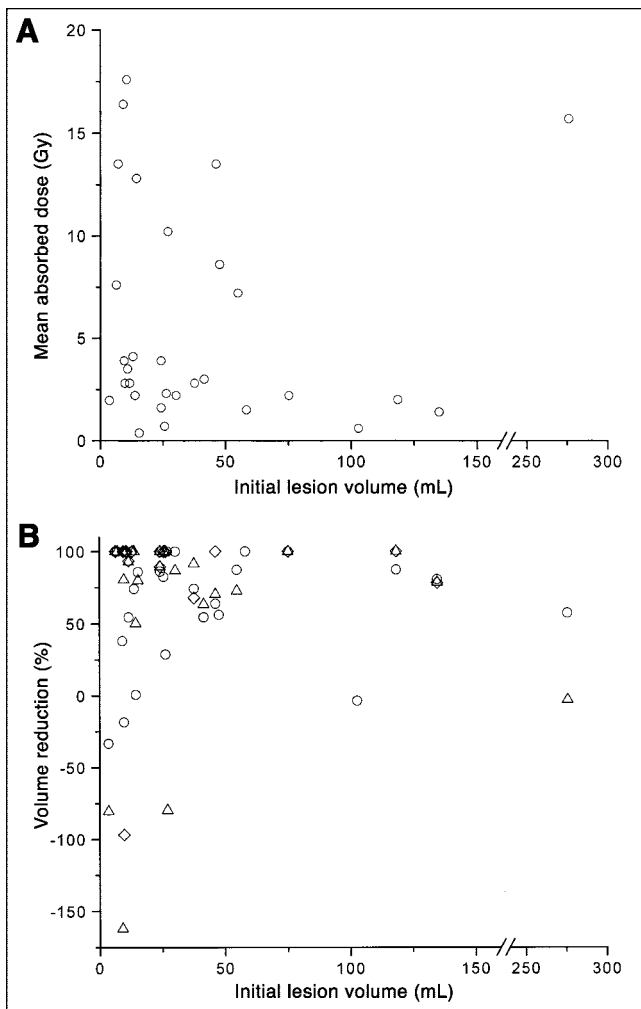 A
20
15
10
5
0
Mean absorbed dose (Gy)
0 50 100 150 250 300
Initial lesion volume (mL)
B
100
50
0
-50
-100
-150
Volume reduction (%)
0 50 100 150 250 300
Initial lesion volume (mL)